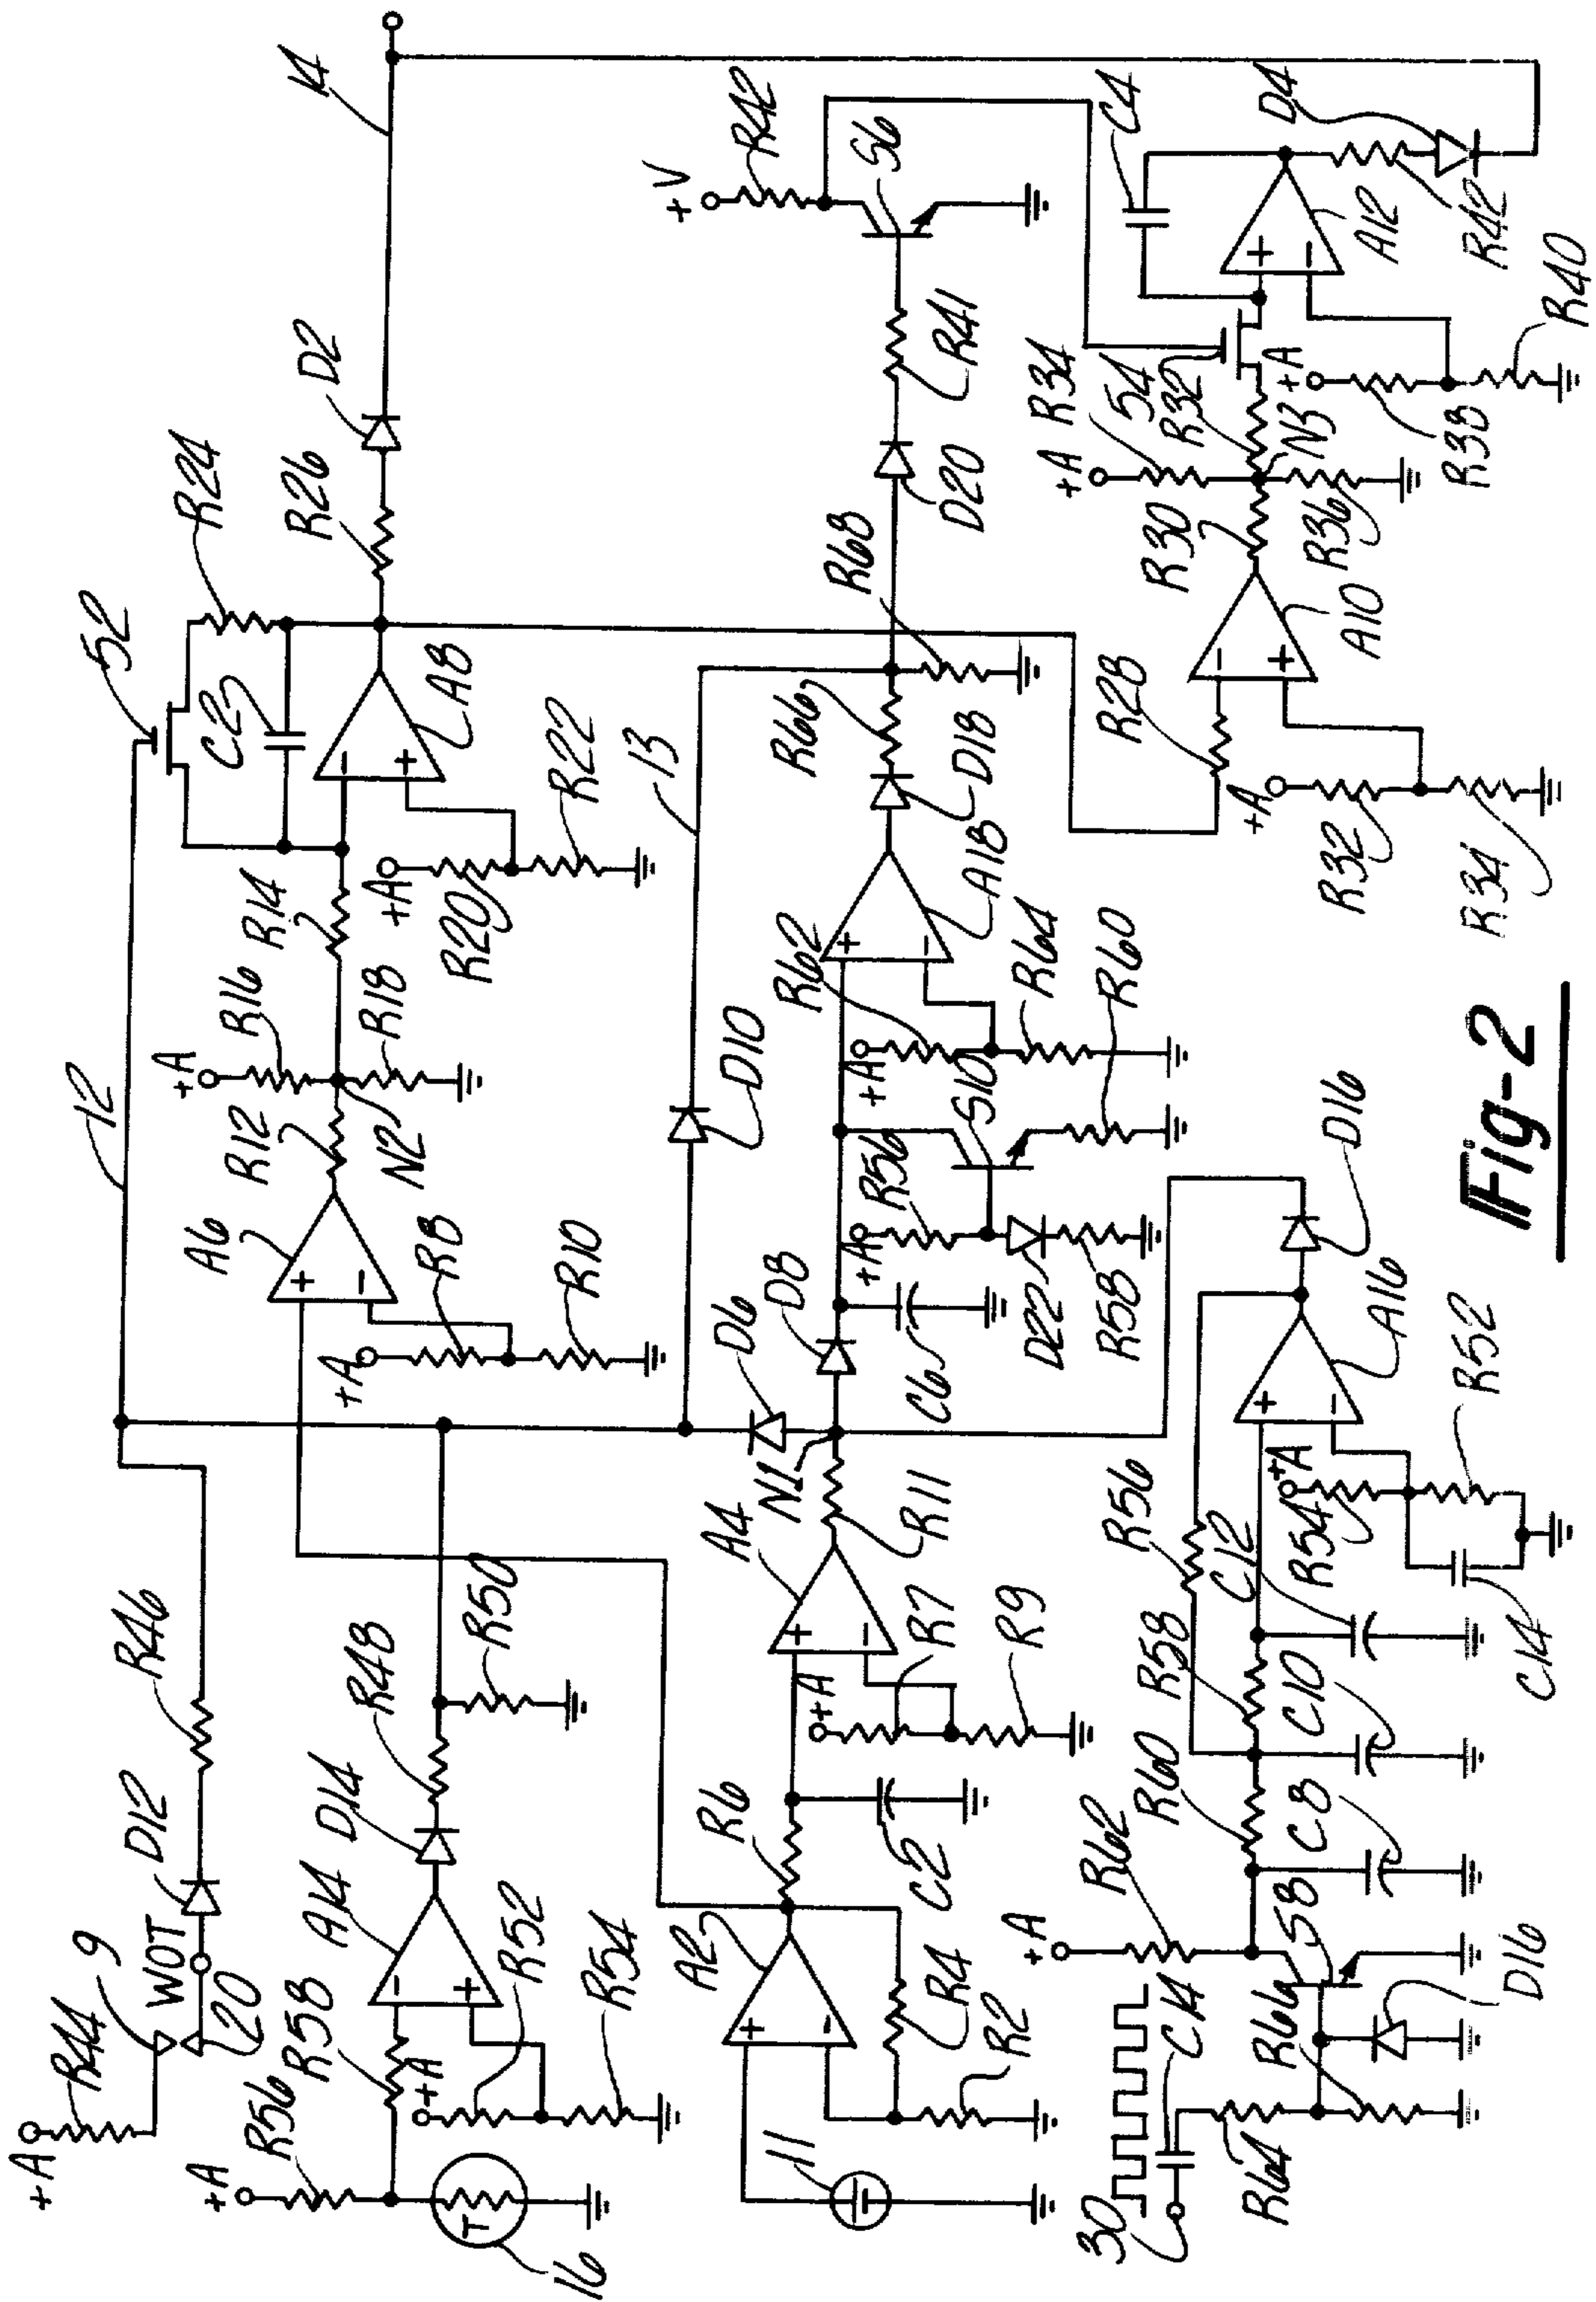 +A
R44
9
WOT
20
D12
R46
12
52
R24
C2
R26
D2
14
A6
R12
+A
R16
N2
R18
R14
+A
R20
R22
A8
+A
R8
R10
+A
R56
R58
T
16
A14
D14
R48
R50
+A
R52
R54
13
D10
D6
D8
N1
R11
A4
R6
C2
+A
R7
R9
A2
R4
R2
11
C6
+A
R56
D22
R58
S10
R60
+A
R62
R64
A18
D18
R66
R68
D20
R41
S6
+V
R42
30
C14
R64
R66
D16
S8
+A
R62
C8
R60
C10
R58
R56
C12
+A
R54
C14
R52
A16
D16
R28
+A
R32
R34
A10
R30
+A
R34
54
R32
N3
R36
+A
R38
R40
C4
A12
R42
D4
+
−
+
−
+
−
+
−
+
−
+
−
+
−
+
−
+
−
Fig-2